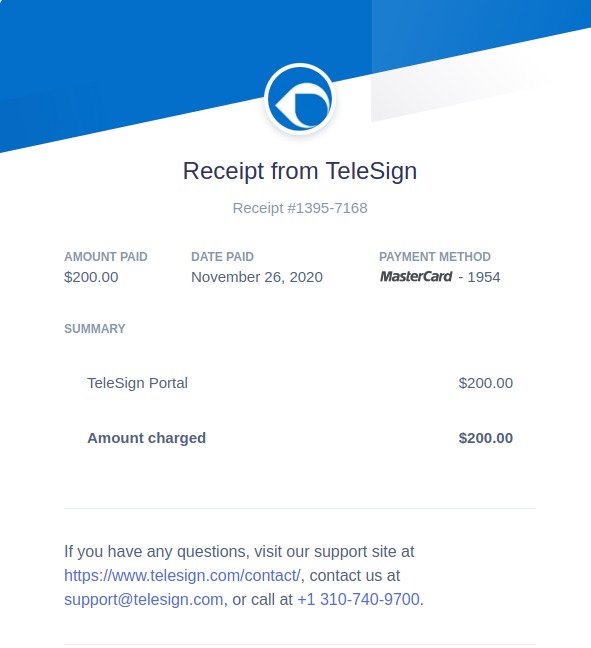 Receipt from TeleSign
Receipt #1395-7168
AMOUNT PAID DATE PAID PAYMENT METHOD
$200.00 November 26, 2020 MasterCard - 1954
SUMMARY
TeleSign Portal $200.00
Amount charged $200.00
If you have any questions, visit our support site at
https://www.telesign.com/contact/, contact us at
support@telesign.com, or call at +1 310-740-9700.